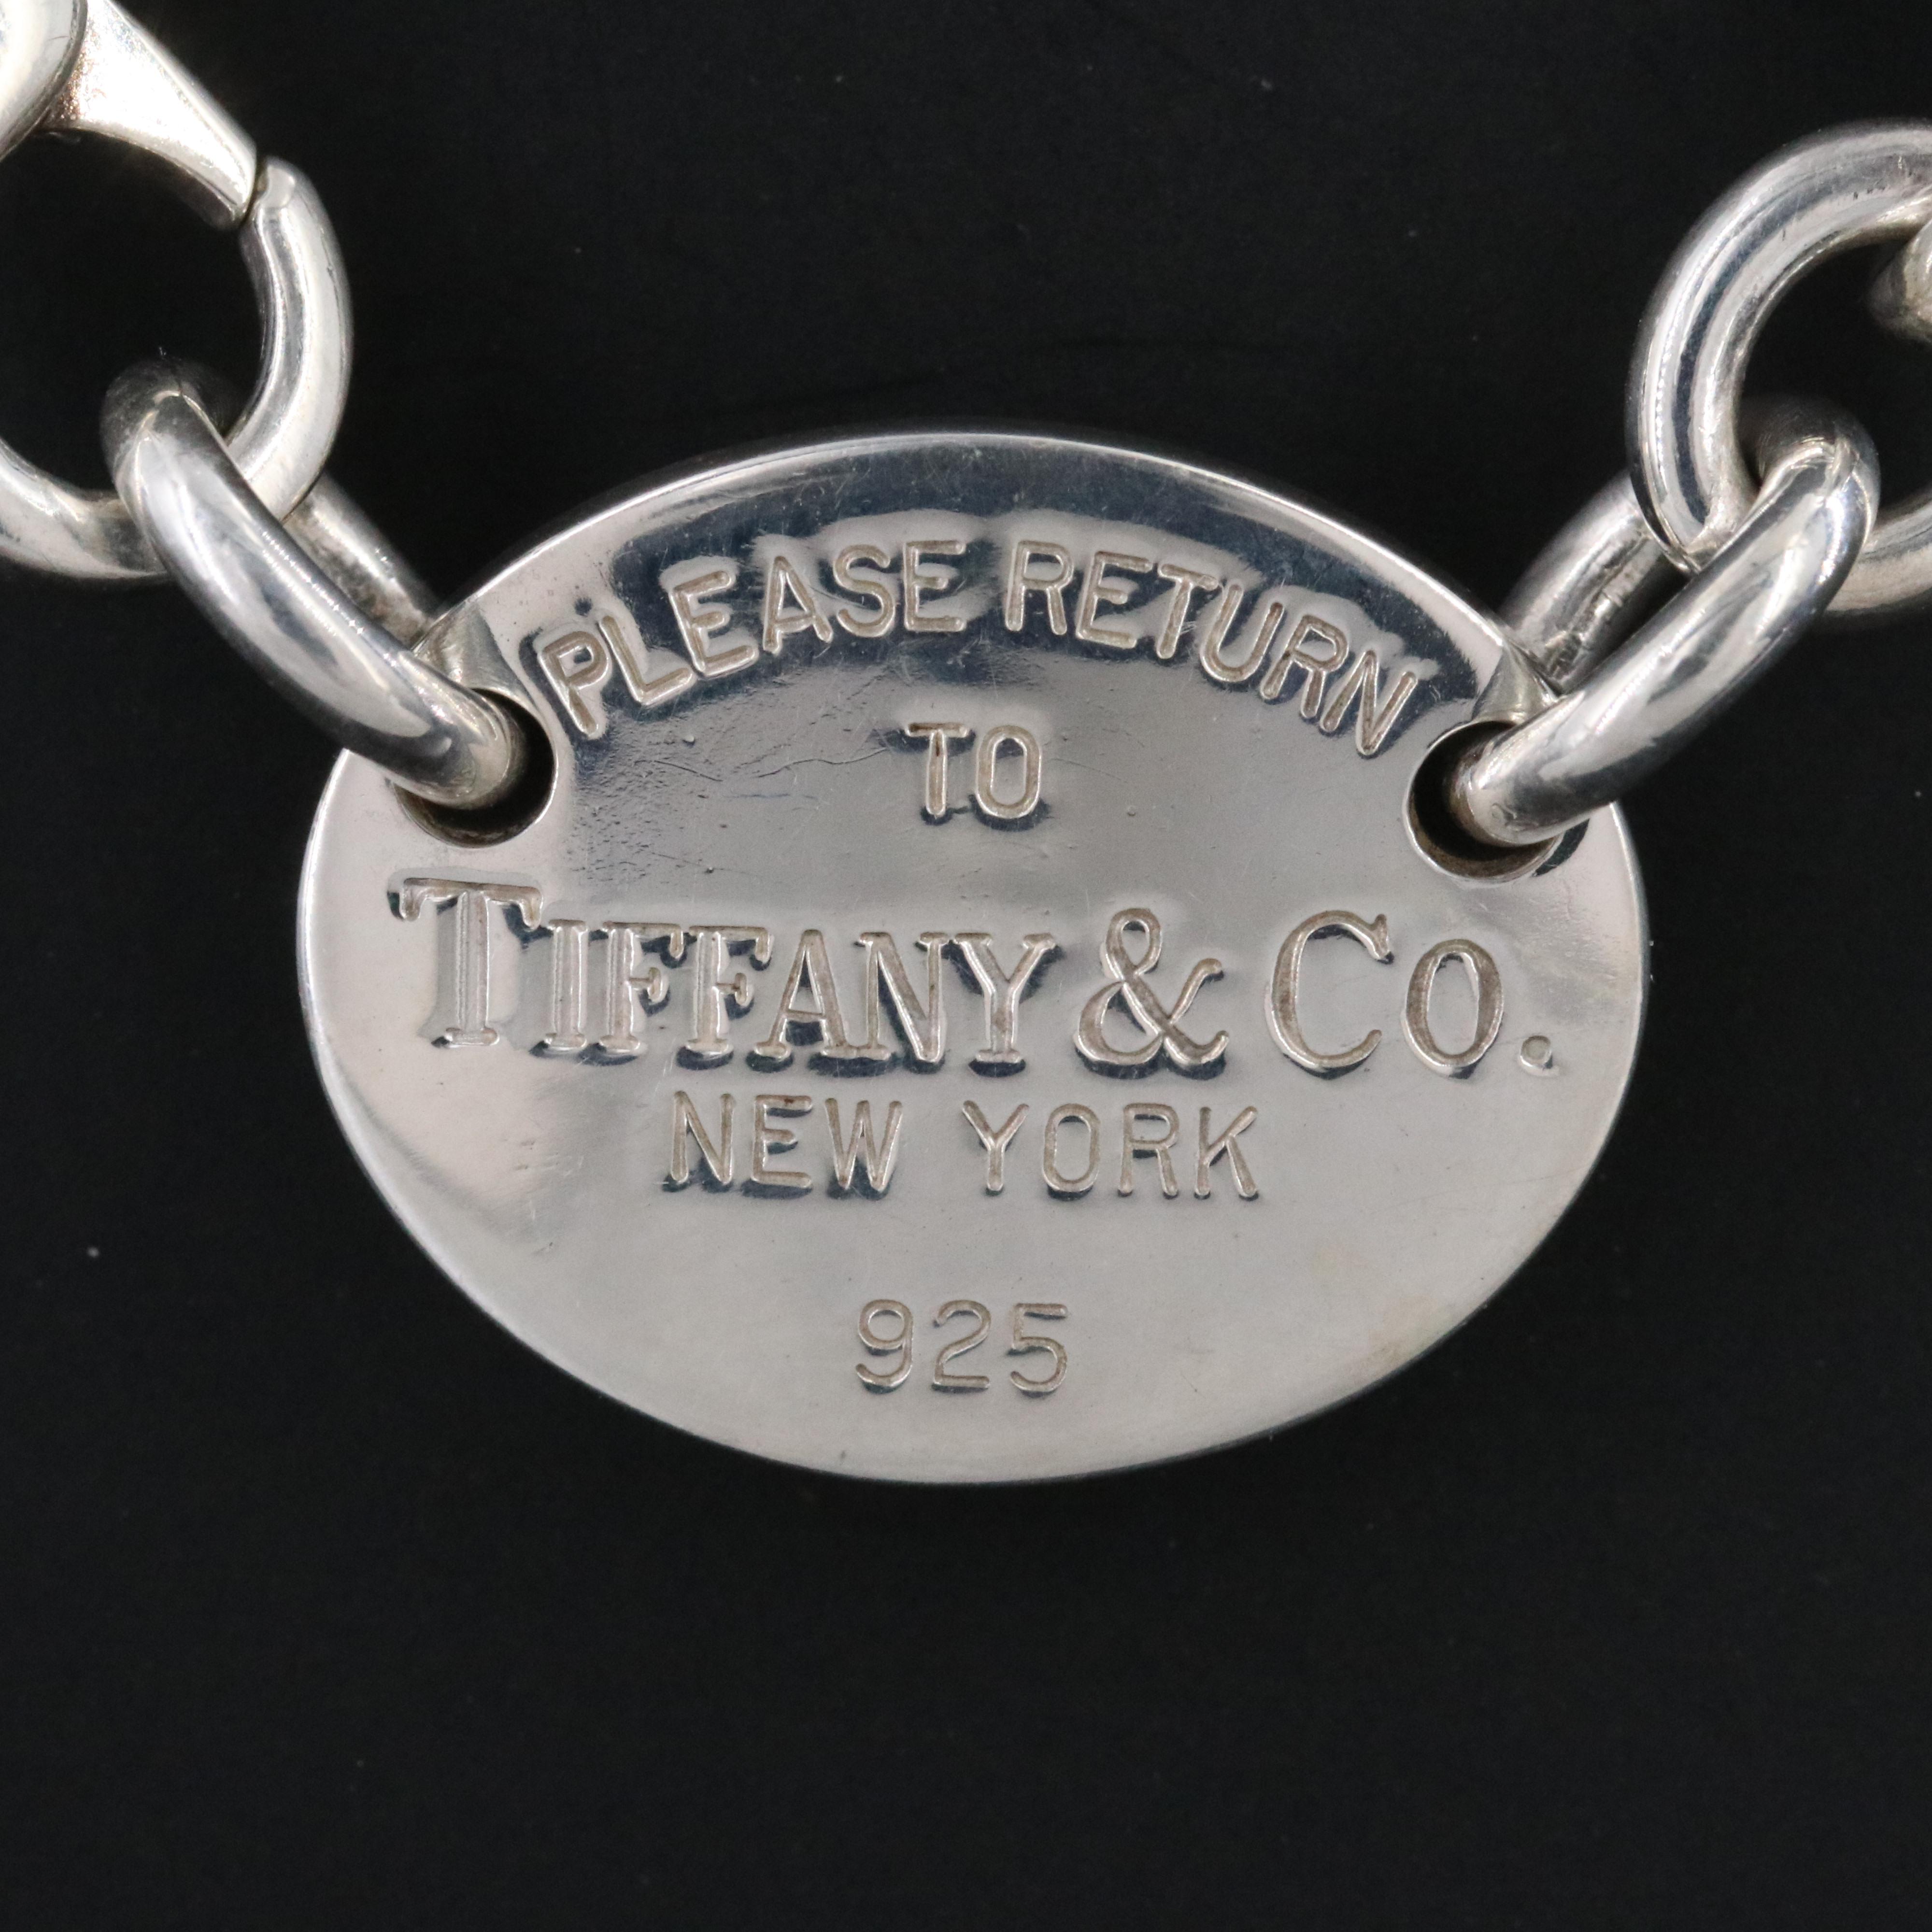 PLEASE RETURN
TO
TIFFANY & CO.
NEW YORK
925